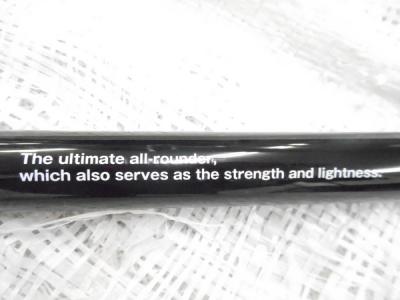 The ultimate all-rounder,
which also serves as the strength and lightness.